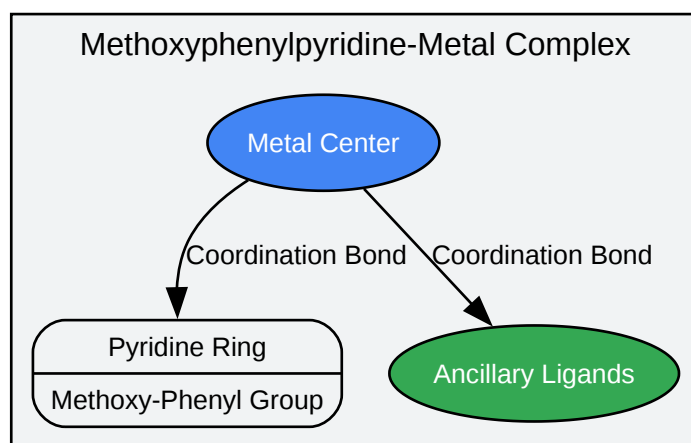 Methoxyphenylpyridine-Metal Complex
Metal Center
Coordination Bond
Coordination Bond
Pyridine Ring
Methoxy-Phenyl Group
Ancillary Ligands